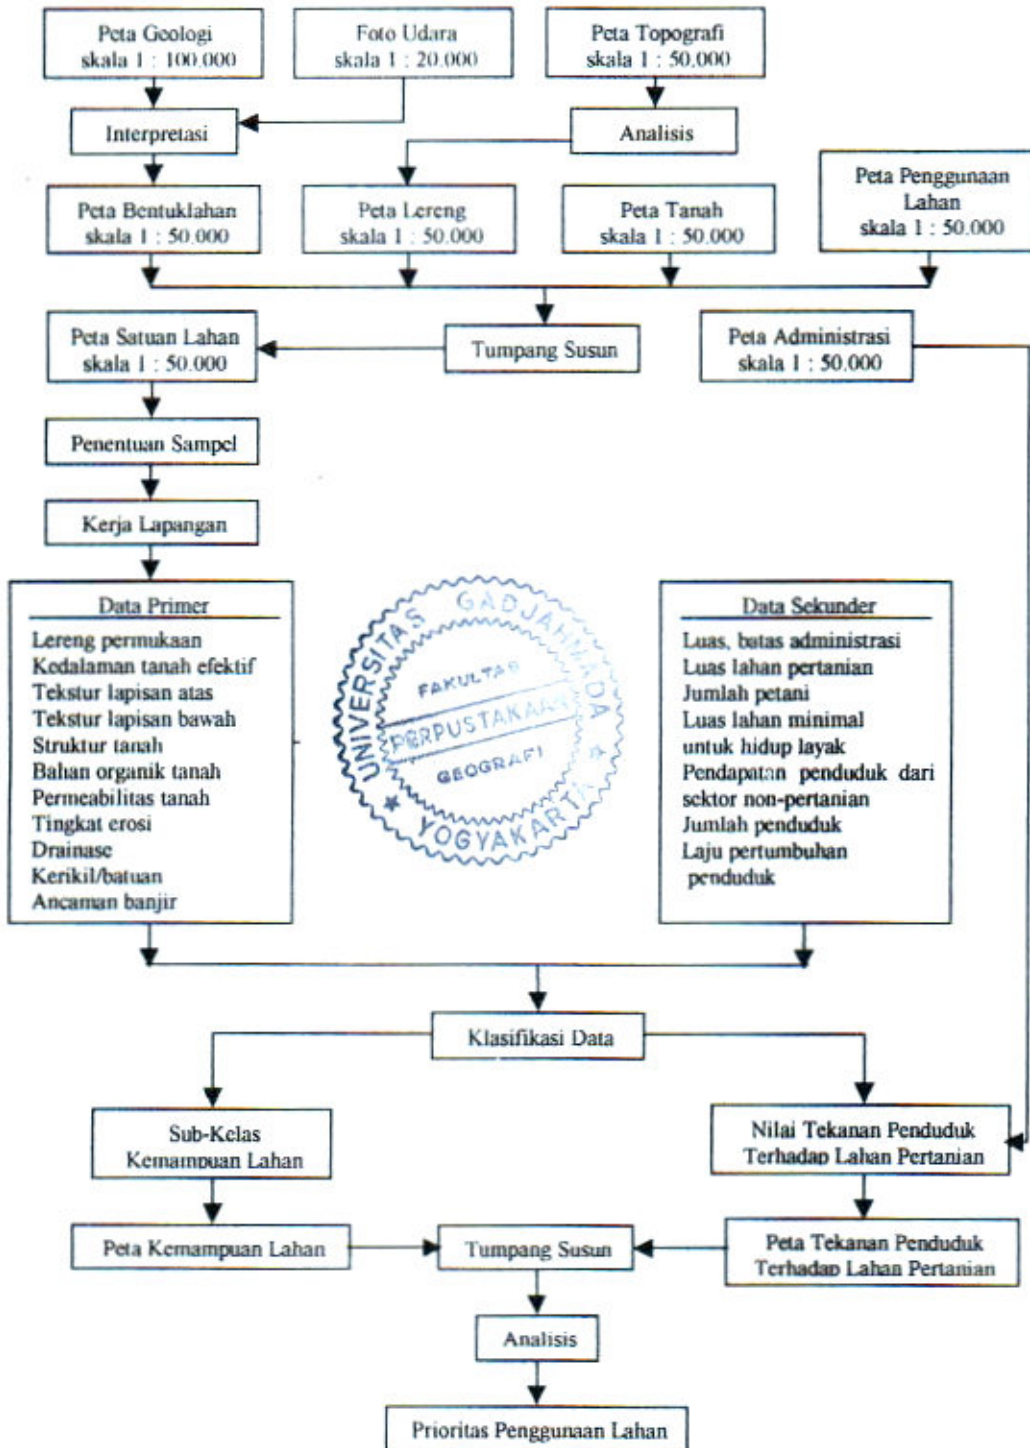 Peta Geologi
skala 1 : 100.000
Foto Udara
skala 1 : 20.000
Peta Topografi
skala 1 : 50.000
Interpretasi
Analisis
Peta Bentuklahan
skala 1 : 50.000
Peta Lereng
skala 1 : 50.000
Peta Tanah
skala 1 : 50.000
Peta Penggunaan
Lahan
skala 1 : 50.000
Peta Satuan Lahan
skala 1 : 50.000
Tumpang Susun
Peta Administrasi
skala 1 : 50.000
Penentuan Sampel
Kerja Lapangan
Data Primer
Lereng permukaan
Kedalaman tanah efektif
Tekstur lapisan atas
Tekstur lapisan bawah
Struktur tanah
Bahan organik tanah
Permeabilitas tanah
Tingkat erosi
Drainase
Kerikil/batuan
Ancaman banjir
UNIVERSITAS GADJAH MADA
FAKULTAS
PERPUSTAKAAN
GEOGRAFI
★ YOGYAKARTA ★
Data Sekunder
Luas, batas administrasi
Luas lahan pertanian
Jumlah petani
Luas lahan minimal
untuk hidup layak
Pendapatan penduduk dari
sektor non-pertanian
Jumlah penduduk
Laju pertumbuhan
penduduk
Klasifikasi Data
Sub-Kelas
Kemampuan Lahan
Nilai Tekanan Penduduk
Terhadap Lahan Pertanian
Peta Kemampuan Lahan
Tumpang Susun
Peta Tekanan Penduduk
Terhadap Lahan Pertanian
Analisis
Prioritas Penggunaan Lahan